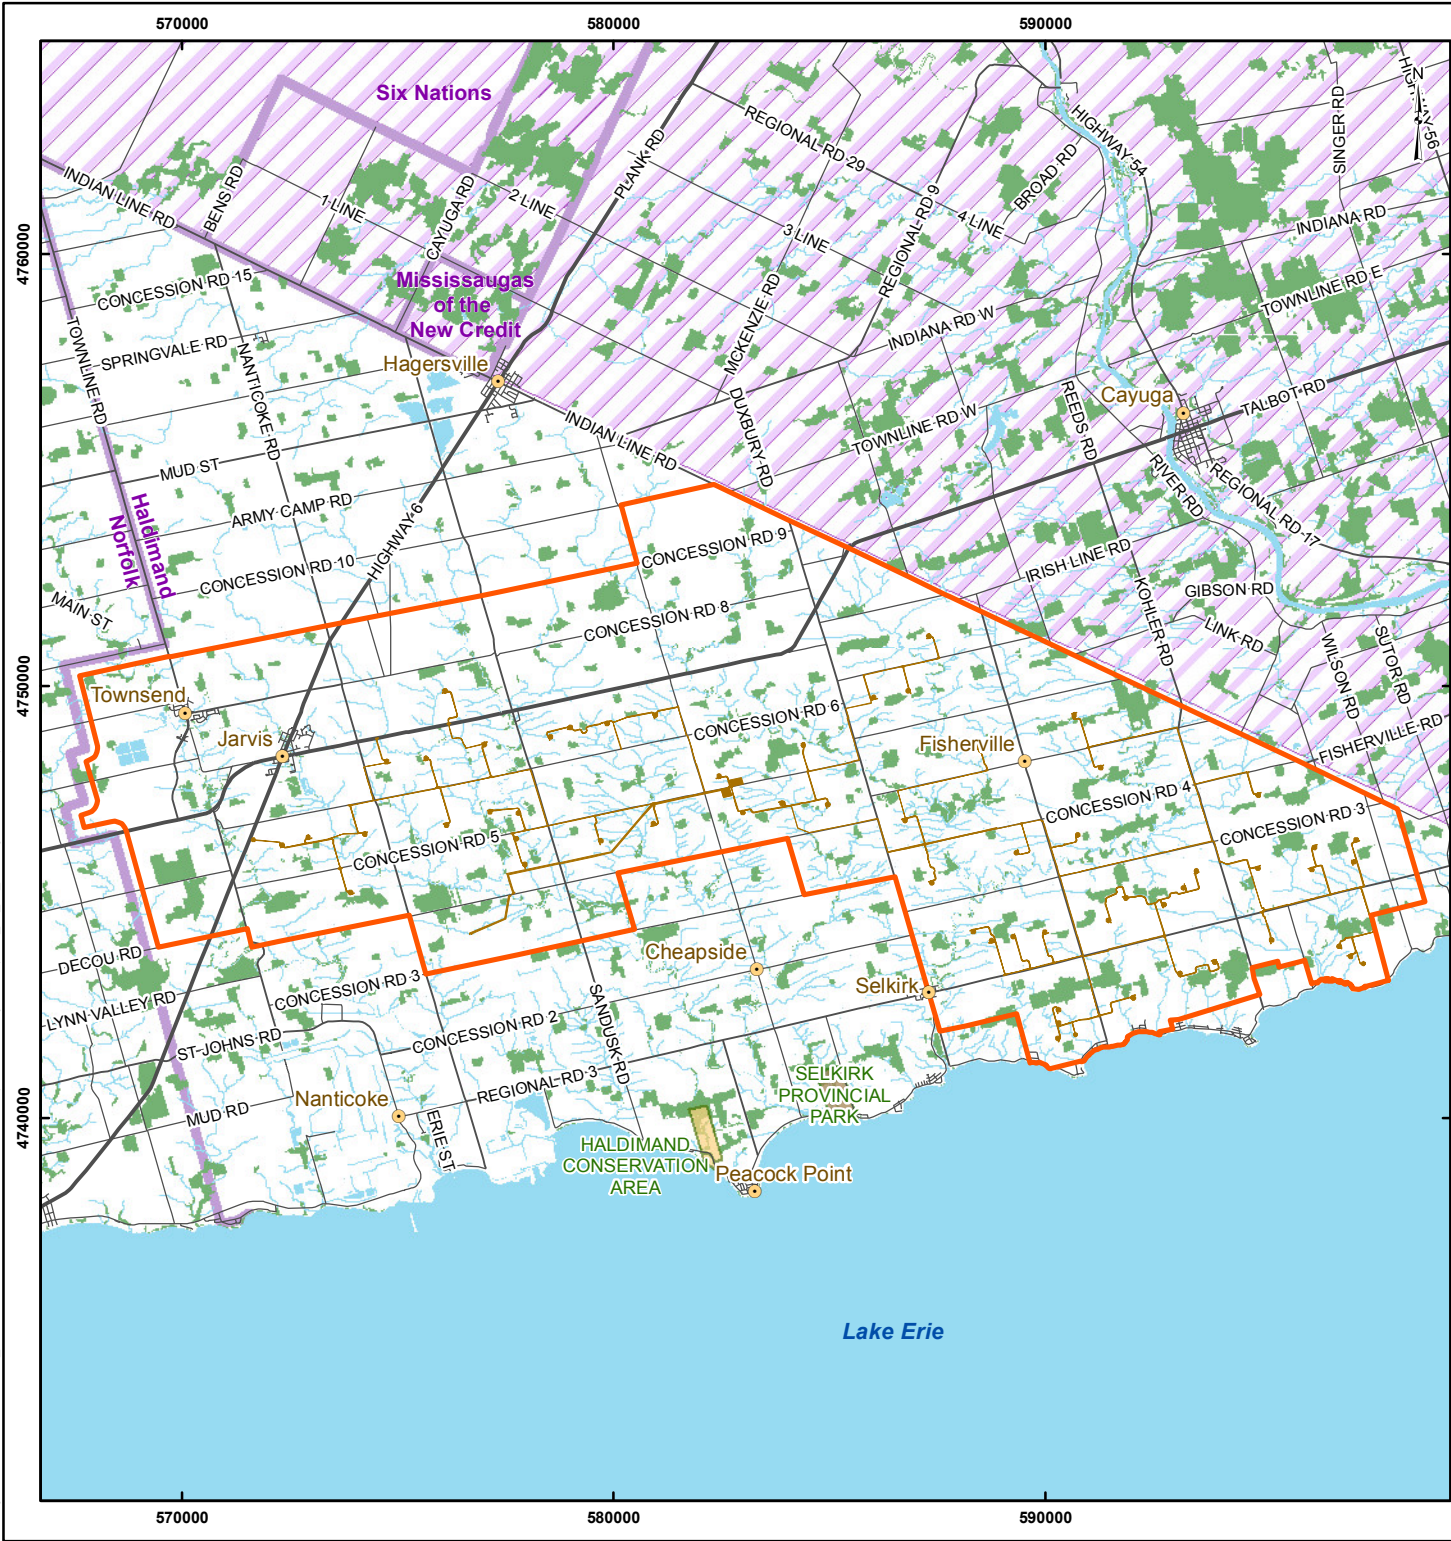 570000
580000
590000
4760000
4750000
4740000
Six Nations
HIGHWAY 56
N
SINGER RD
HIGHWAY 54
REGIONAL RD 29
PLANK RD
BROAD RD
INDIAN LINE RD
BENS RD
1 LINE
CAYUGA RD
2 LINE
3 LINE
4 LINE
REGIONAL RD 9
INDIANA RD
CONCESSION RD 15
Mississaugas
of the
New Credit
TOWNLINE RD E
MCKENZIE RD
INDIANA RD W
SPRINGVALE RD
TOWNLINE RD
NANTICOKE RD
Hagersville
DUXBURY RD
REEDS RD
Cayuga
TALBOT RD
INDIAN LINE RD
TOWNLINE RD W
MUD ST
RIVER RD
REGIONAL RD 17
ARMY CAMP RD
HIGHWAY 6
Haldimand
Norfolk
CONCESSION RD 9
CONCESSION RD 10
IRISH LINE RD
KOHLER RD
GIBSON RD
MAIN ST
CONCESSION RD 8
LINK RD
WILSON RD
SUTOR RD
Townsend
Jarvis
CONCESSION RD 6
Fisherville
FISHERVILLE RD
CONCESSION RD 4
CONCESSION RD 3
CONCESSION RD 5
DECOU RD
Cheapside
Selkirk
LYNN VALLEY RD
CONCESSION RD 3
CONCESSION RD 2
SANDUSK RD
ST JOHNS RD
REGIONAL RD 3
SELKIRK
PROVINCIAL
PARK
Nanticoke
MUD RD
ERIE ST
HALDIMAND
CONSERVATION
AREA
Peacock Point
Lake Erie
570000
580000
590000